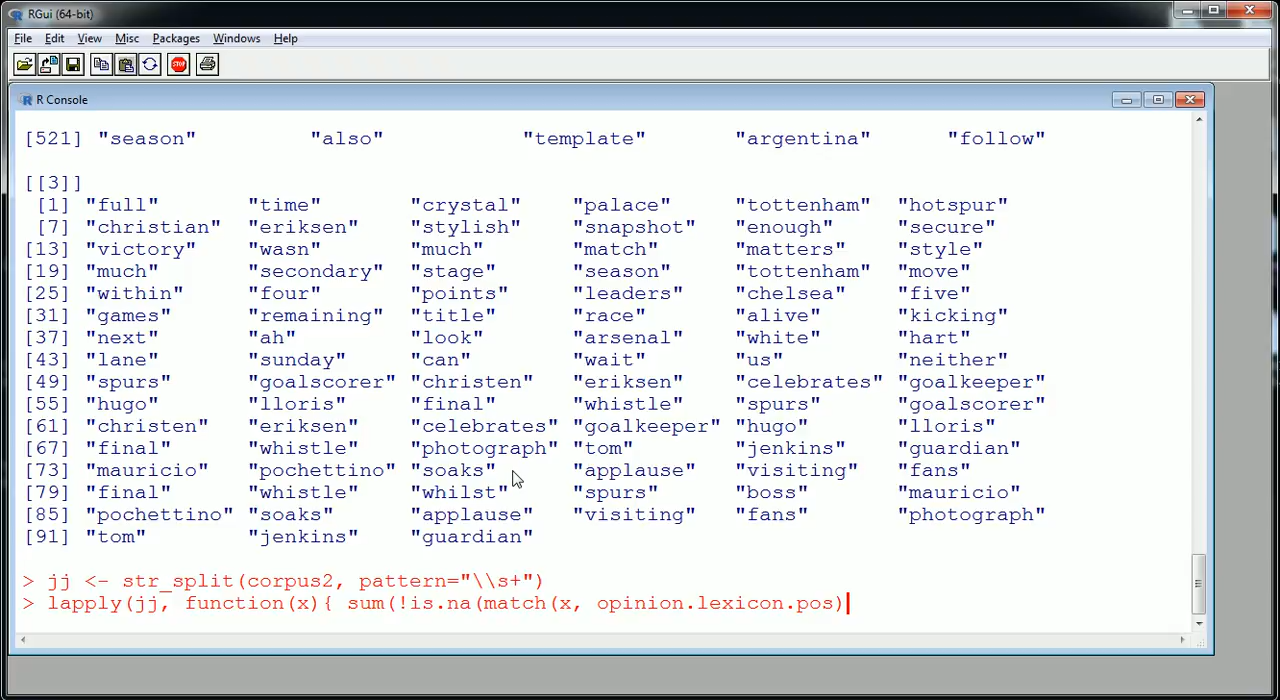 RGui (64-bit)
File Edit View Misc Packages Windows Help
STOP
R Console
[521] "season" "also" "template" "argentina" "follow"
[[3]]
[1] "full" "time" "crystal" "palace" "tottenham" "hotspur"
[7] "christian" "eriksen" "stylish" "snapshot" "enough" "secure"
[13] "victory" "wasn" "much" "match" "matters" "style"
[19] "much" "secondary" "stage" "season" "tottenham" "move"
[25] "within" "four" "points" "leaders" "chelsea" "five"
[31] "games" "remaining" "title" "race" "alive" "kicking"
[37] "next" "ah" "look" "arsenal" "white" "hart"
[43] "lane" "sunday" "can" "wait" "us" "neither"
[49] "spurs" "goalscorer" "christen" "eriksen" "celebrates" "goalkeeper"
[55] "hugo" "lloris" "final" "whistle" "spurs" "goalscorer"
[61] "christen" "eriksen" "celebrates" "goalkeeper" "hugo" "lloris"
[67] "final" "whistle" "photograph" "tom" "jenkins" "guardian"
[73] "mauricio" "pochettino" "soaks" "applause" "visiting" "fans"
[79] "final" "whistle" "whilst" "spurs" "boss" "mauricio"
[85] "pochettino" "soaks" "applause" "visiting" "fans" "photograph"
[91] "tom" "jenkins" "guardian"
> jj <- str_split(corpus2, pattern="\\s+")
> lapply(jj, function(x){ sum(!is.na(match(x, opinion.lexicon.pos)